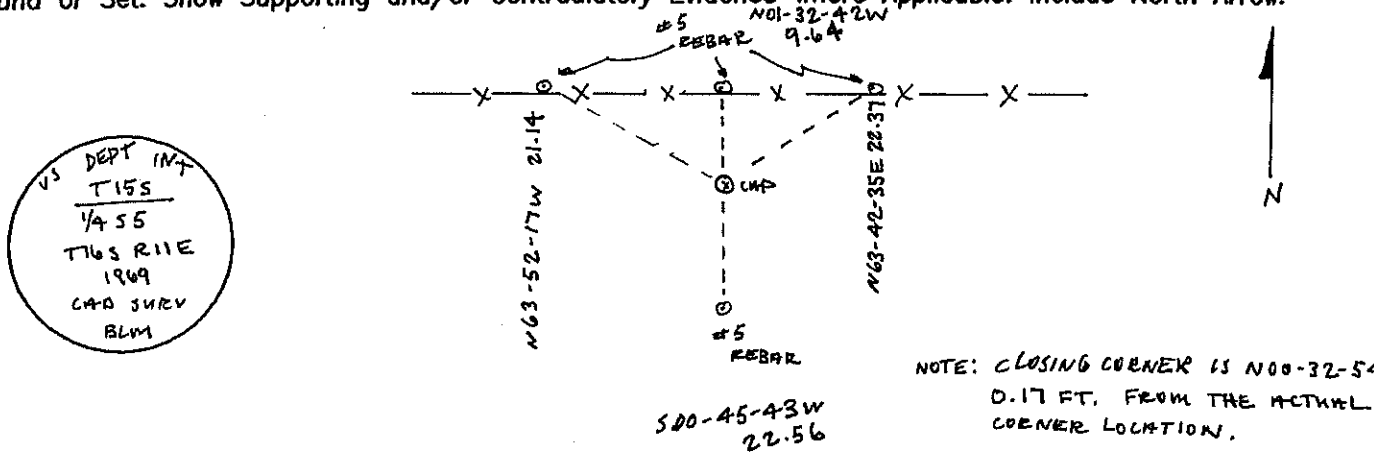 or Set. Show Supporting and/or Contradictory Evidence Where Applicable. Include North Arrow.
#5
REBAR
N01-32-42W
9.64
X X X X X X
US DEPT INT
T15S
1/4 S5
T16S R11E
1969
CAD SURV
BLM
N63-52-17W 21.14
CAP
N63-42-35E 22.37
N
#5
REBAR
S00-45-43W
22.56
NOTE: CLOSING CORNER IS N00-32-54
0.17 FT. FROM THE ACTUAL
CORNER LOCATION.